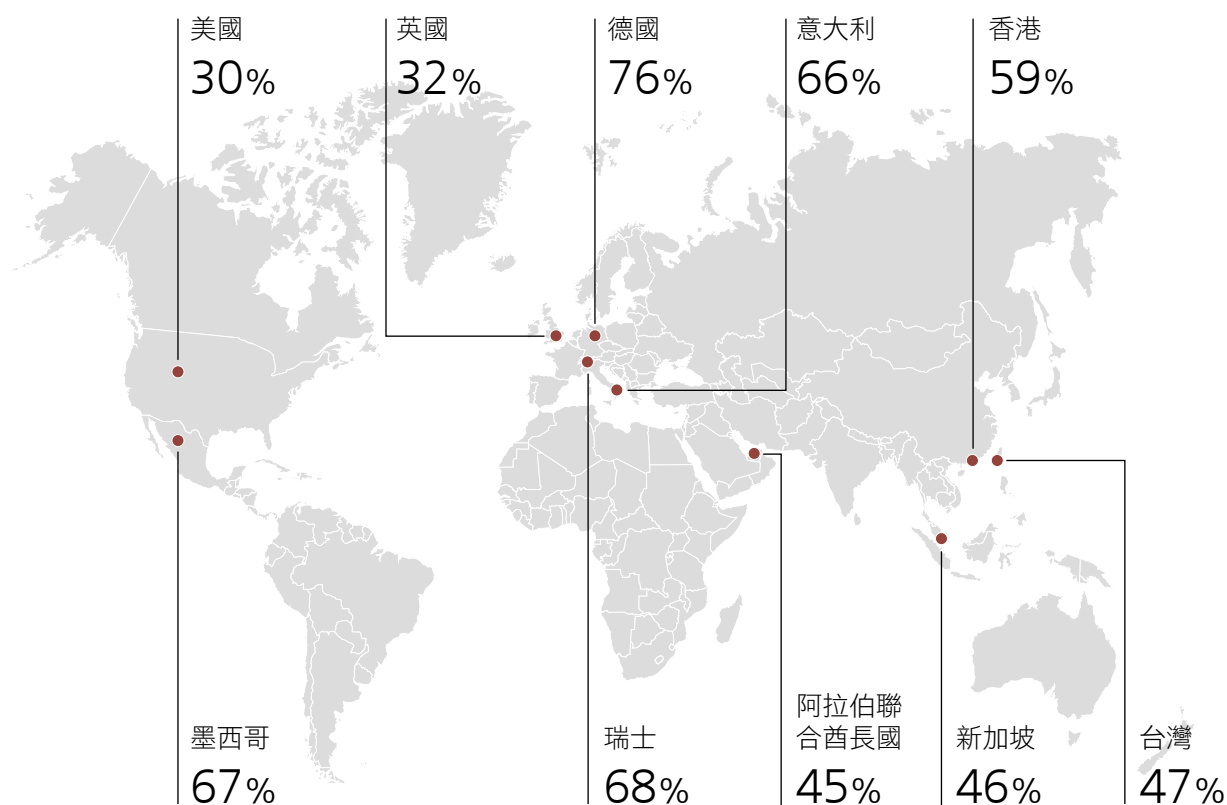 美國
30%
英國
32%
德國
76%
意大利
66%
香港
59%
墨西哥
67%
瑞士
68%
阿拉伯聯
合酋長國
45%
新加坡
46%
台灣
47%